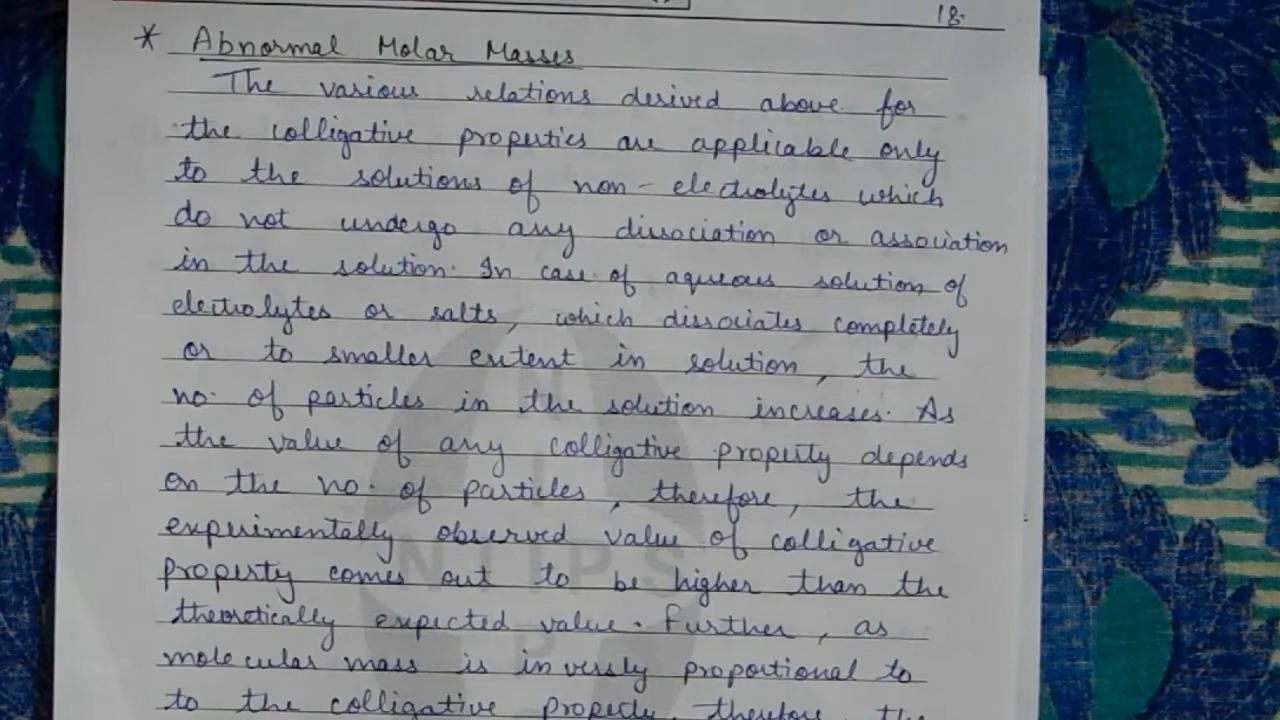 18.
* Abnormal Molar Masses
The various relations derived above for
the colligative properties are applicable only
to the solutions of non-electrolytes which
do not undergo any dissociation or association
in the solution. In case of aqueous solution of
electrolytes or salts, which dissociates completely
or to smaller extent in solution, the
no. of particles in the solution increases. As
the value of any colligative property depends
on the no. of particles, therefore, the
experimentally observed value of colligative
property comes out to be higher than the
theoretically expected value. Further, as
molecular mass is inversly proportional to
to the colligative property, therefore, the
N
I
NTIPS
P